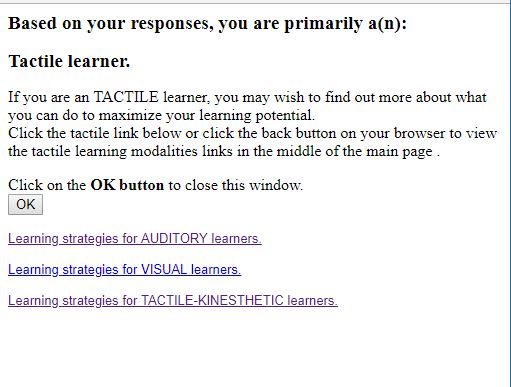 Based on your responses, you are primarily a(n):
Tactile learner.
If you are an TACTILE learner, you may wish to find out more about what
you can do to maximize your learning potential.
Click the tactile link below or click the back button on your browser to view
the tactile learning modalities links in the middle of the main page .
Click on the OK button to close this window.
OK
Learning strategies for AUDITORY learners.
Learning strategies for VISUAL learners.
Learning strategies for TACTILE-KINESTHETIC learners.